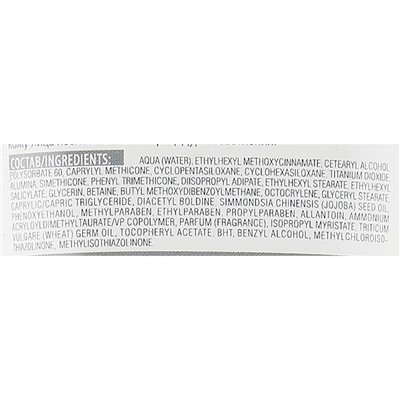 СОСТАВ/INGREDIENTS: AQUA (WATER), ETHYLHEXYL METHOXYCINNAMATE, CETEARYL ALCOHOL,
POLYSORBATE 60, CAPRYLYL METHICONE, CYCLOPENTASILOXANE, CYCLOHEXASILOXANE, TITANIUM DIOXIDE
ALUMINA, SIMETHICONE, PHENYL TRIMETHICONE, DIISOPROPYL ADIPATE, ETHYLHEXYL STEARATE, ETHYLHEXYL
SALICYLATE, GLYCERIN, BETAINE, BUTYL METHOXYDIBENZOYLMETHANE, OCTOCRYLENE, GLYCERYL STEARATE,
CAPRYLIC/CAPRIC TRIGLYCERIDE, DIACETYL BOLDINE, SIMMONDSIA CHINENSIS (JOJOBA) SEED OIL,
PHENOXYETHANOL, METHYLPARABEN, ETHYLPARABEN, PROPYLPARABEN, ALLANTOIN, AMMONIUM
ACRYLOYLDIMETHYLTAURATE/VP COPOLYMER, PARFUM (FRAGRANCE), ISOPROPYL MYRISTATE, TRITICUM
VULGARE (WHEAT) GERM OIL, TOCOPHERYL ACETATE, BHT, BENZYL ALCOHOL, METHYLCHLOROISO-
THIAZOLINONE, METHYLISOTHIAZOLINONE.